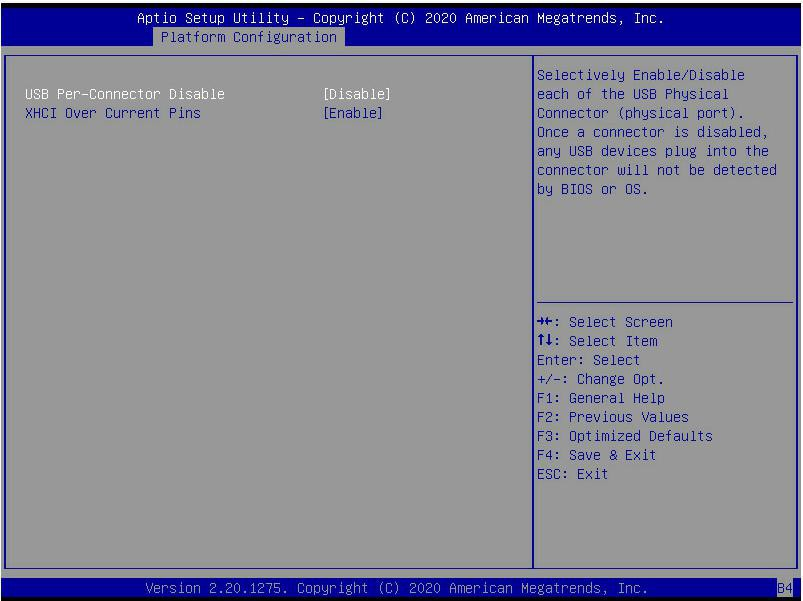 Aptio Setup Utility – Copyright (C) 2020 American Megatrends, Inc.
Platform Configuration
USB Per-Connector Disable [Disable]
XHCI Over Current Pins [Enable]
Selectively Enable/Disable
each of the USB Physical
Connector (physical port).
Once a connector is disabled,
any USB devices plug into the
connector will not be detected
by BIOS or OS.
→←: Select Screen
↑↓: Select Item
Enter: Select
+/-: Change Opt.
F1: General Help
F2: Previous Values
F3: Optimized Defaults
F4: Save & Exit
ESC: Exit
Version 2.20.1275. Copyright (C) 2020 American Megatrends, Inc.
B4